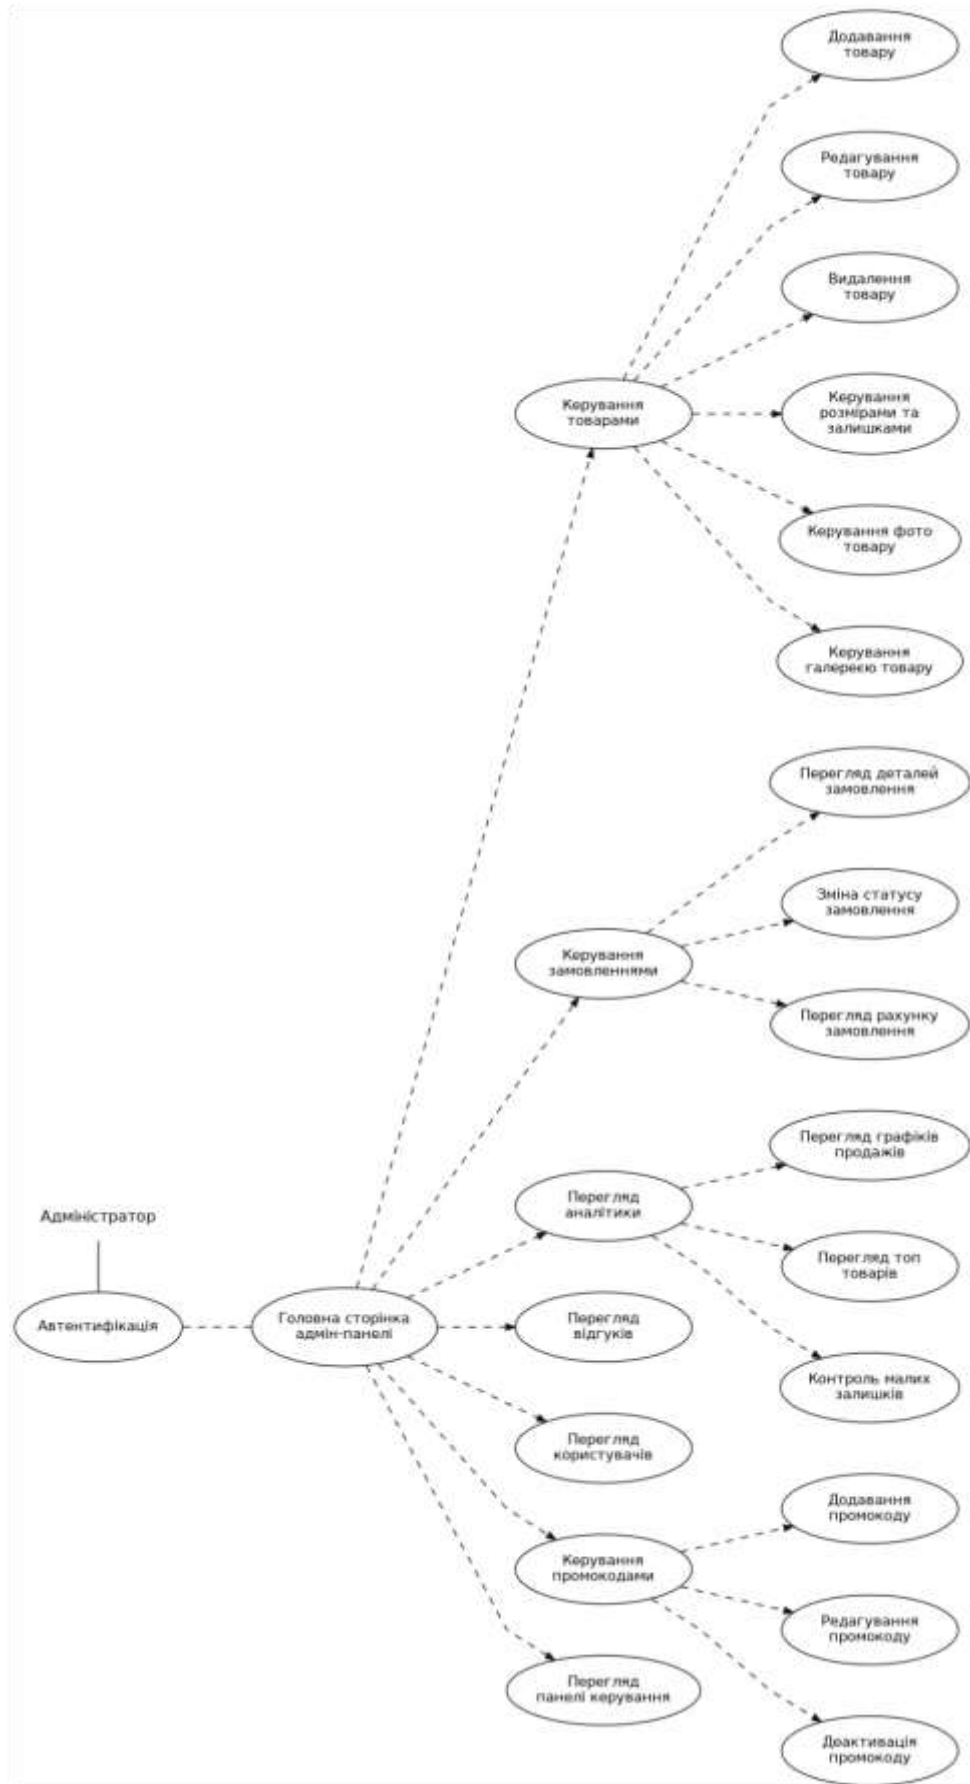 Додавання
товару
Редагування
товару
Видалення
товару
Керування
товарами
Керування
розмірами та
залишками
Керування фото
товару
Керування
галереєю товару
Перегляд деталей
замовлення
Зміна статусу
замовлення
Керування
замовленнями
Перегляд рахунку
замовлення
Перегляд графіків
продажів
Перегляд
аналітики
Адміністратор
Перегляд топ
товарів
Автентифікація
Головна сторінка
адмін-панелі
Перегляд
відгуків
Контроль малих
залишків
Перегляд
користувачів
Додавання
промокоду
Керування
промокодами
Редагування
промокоду
Перегляд
панелі керування
Деактивація
промокоду